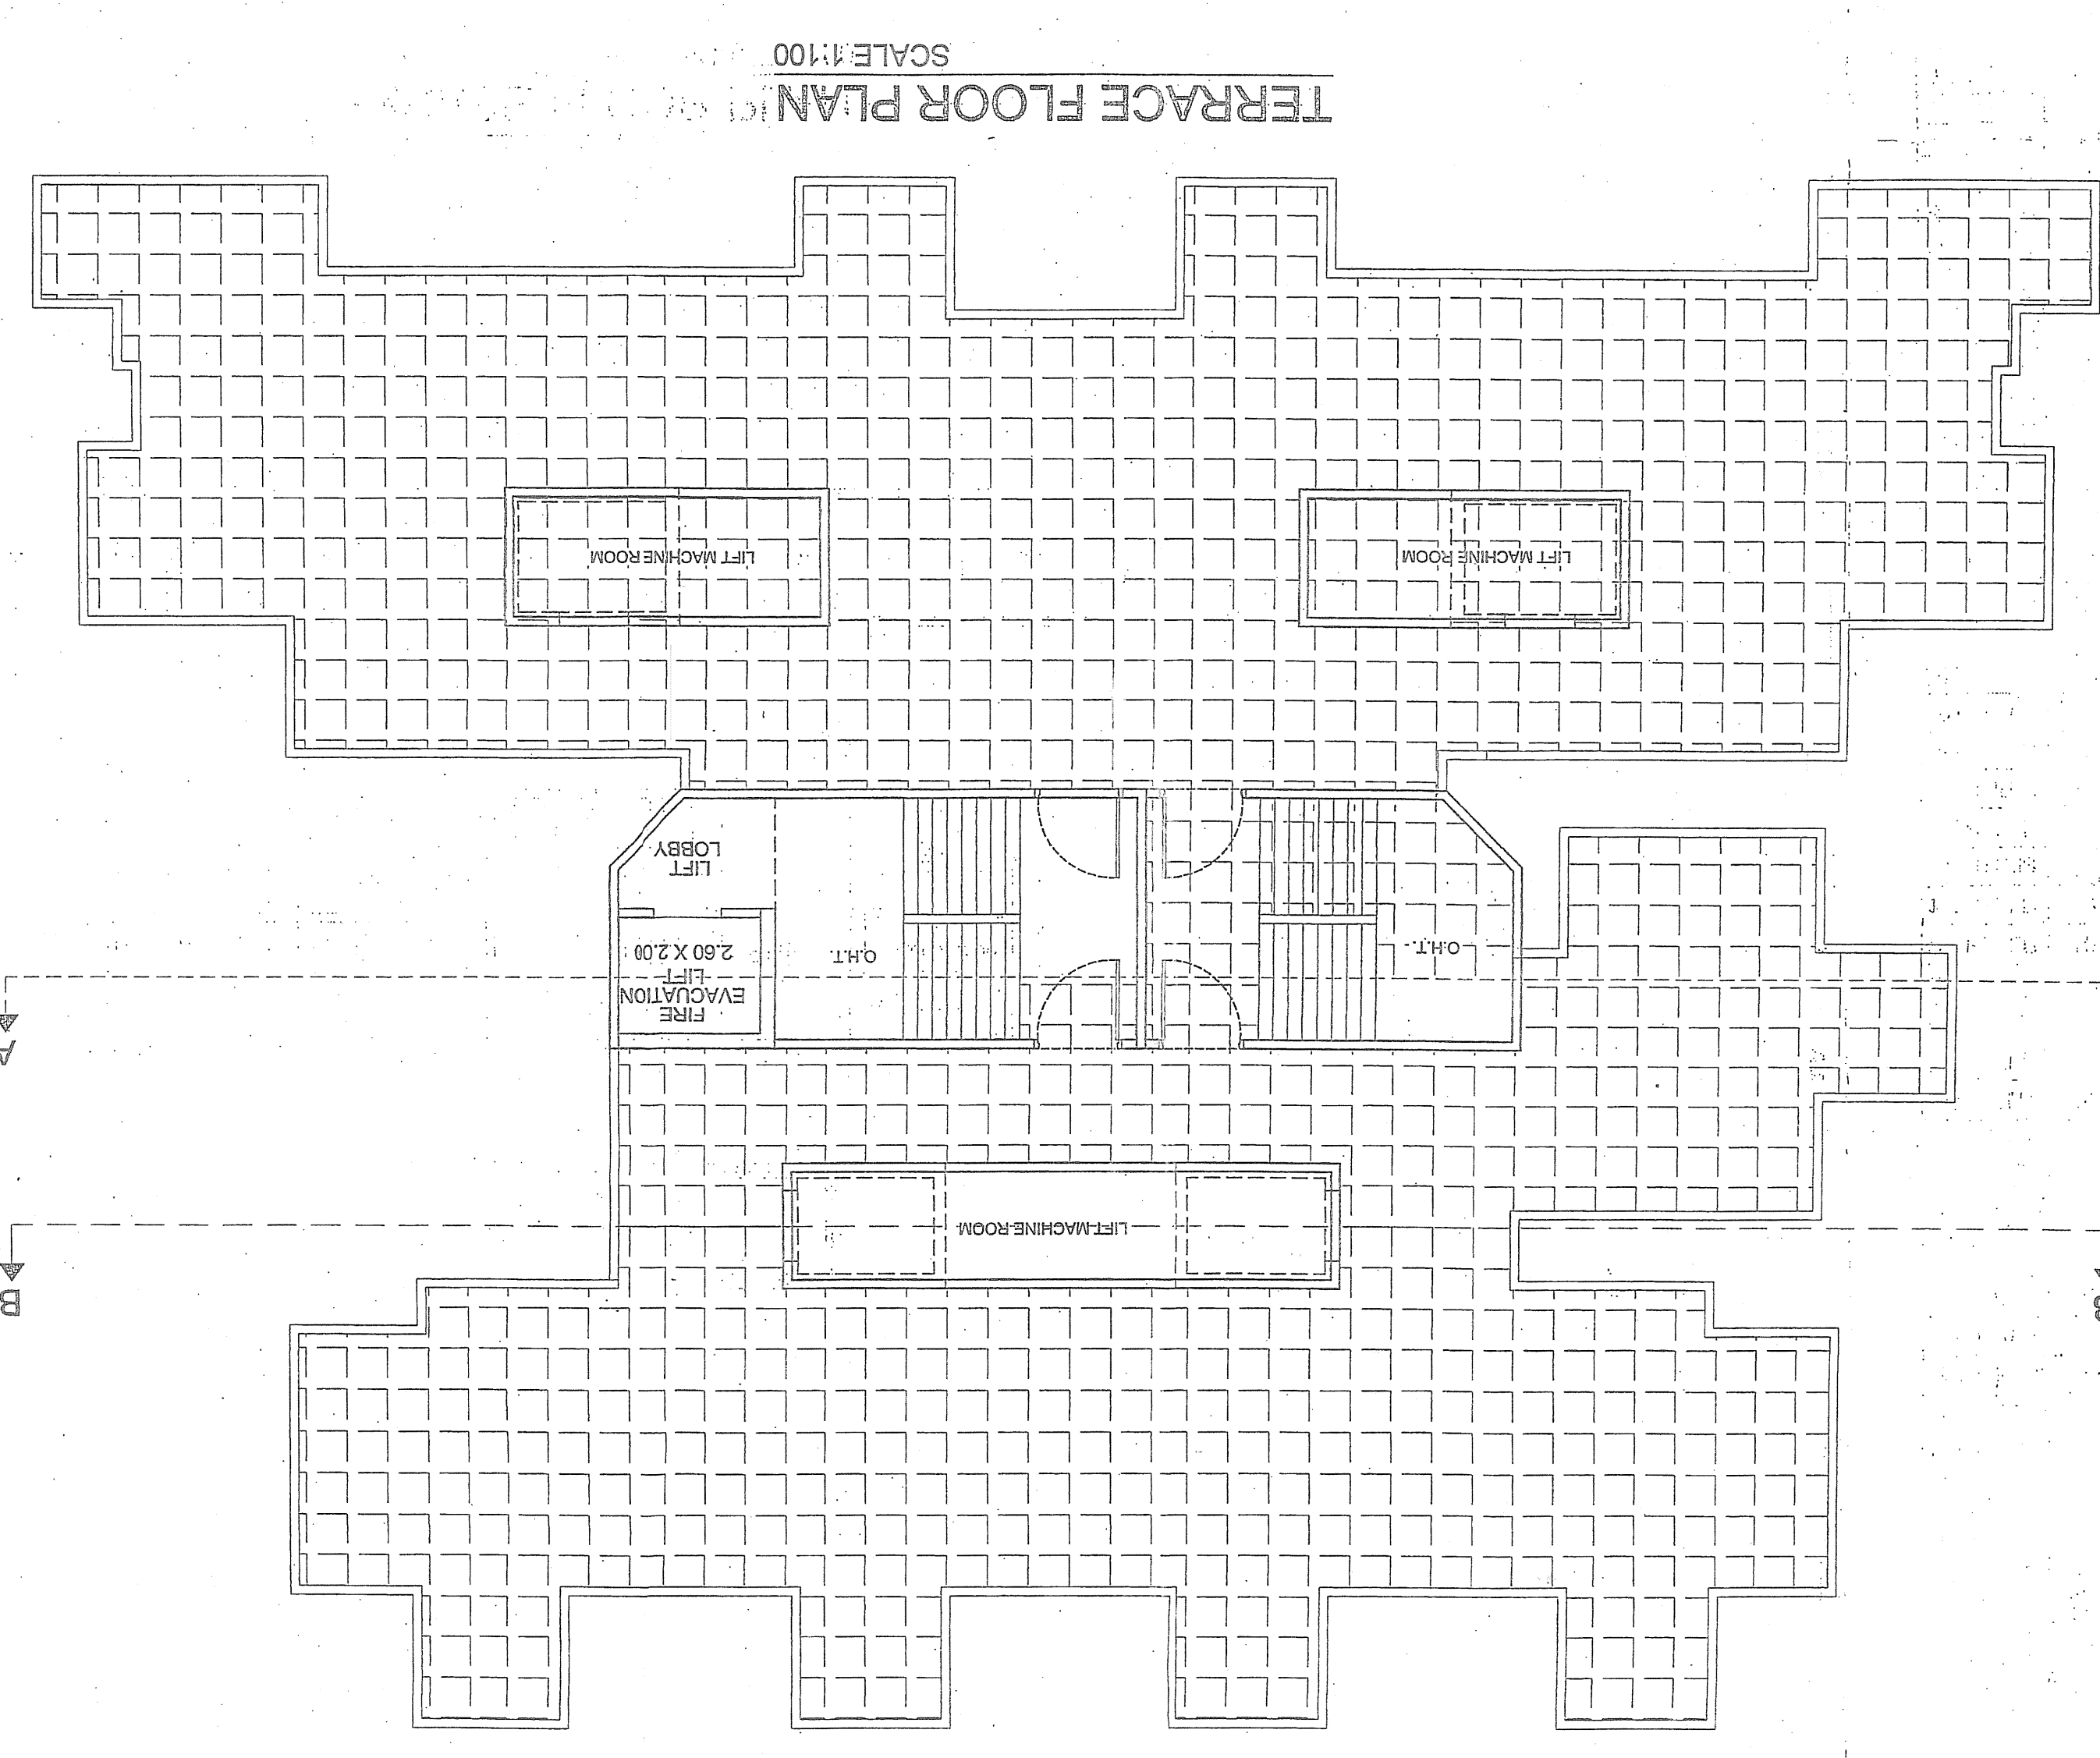 B
LIFT MACHINE ROOM
A
FIRE
EVACUATION
LIFT
2.60 X 2.00
O.H.T.
O.H.T.
LIFT
LOBBY
LIFT MACHINE ROOM
LIFT MACHINE ROOM
TERRACE FLOOR PLAN
SCALE 1:100